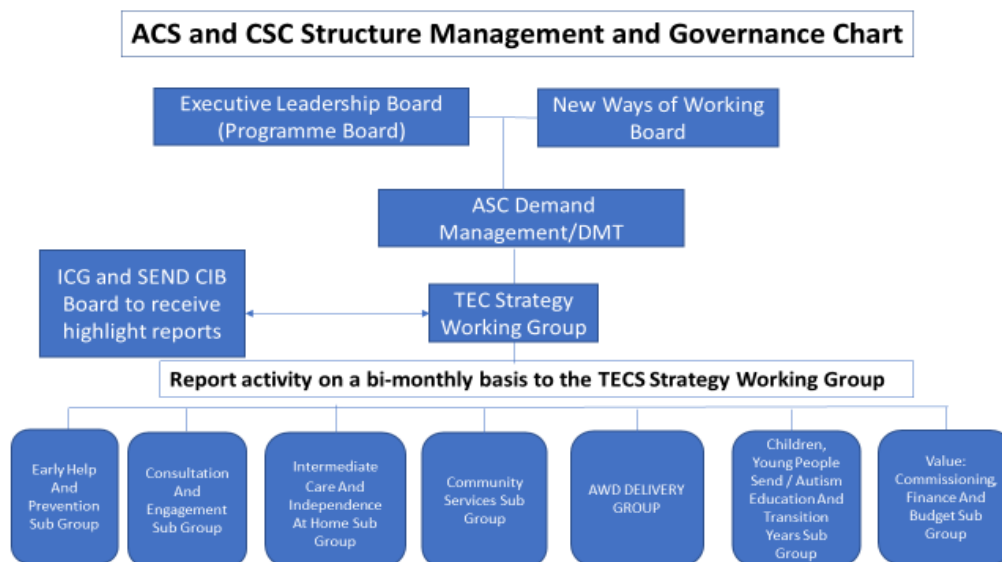 ACS and CSC Structure Management and Governance Chart
Executive Leadership Board
(Programme Board)
New Ways of Working
Board
ASC Demand
Management/DMT
ICG and SEND CIB
Board to receive
highlight reports
TEC Strategy
Working Group
Report activity on a bi-monthly basis to the TECS Strategy Working Group
Early Help
And
Prevention
Sub Group
Consultation
And
Engagement
Sub Group
Intermediate
Care And
Independence
At Home Sub
Group
Community
Services Sub
Group
AWD DELIVERY
GROUP
Children,
Young People
Send / Autism
Education And
Transition
Years Sub
Group
Value:
Commissioning,
Finance And
Budget Sub
Group